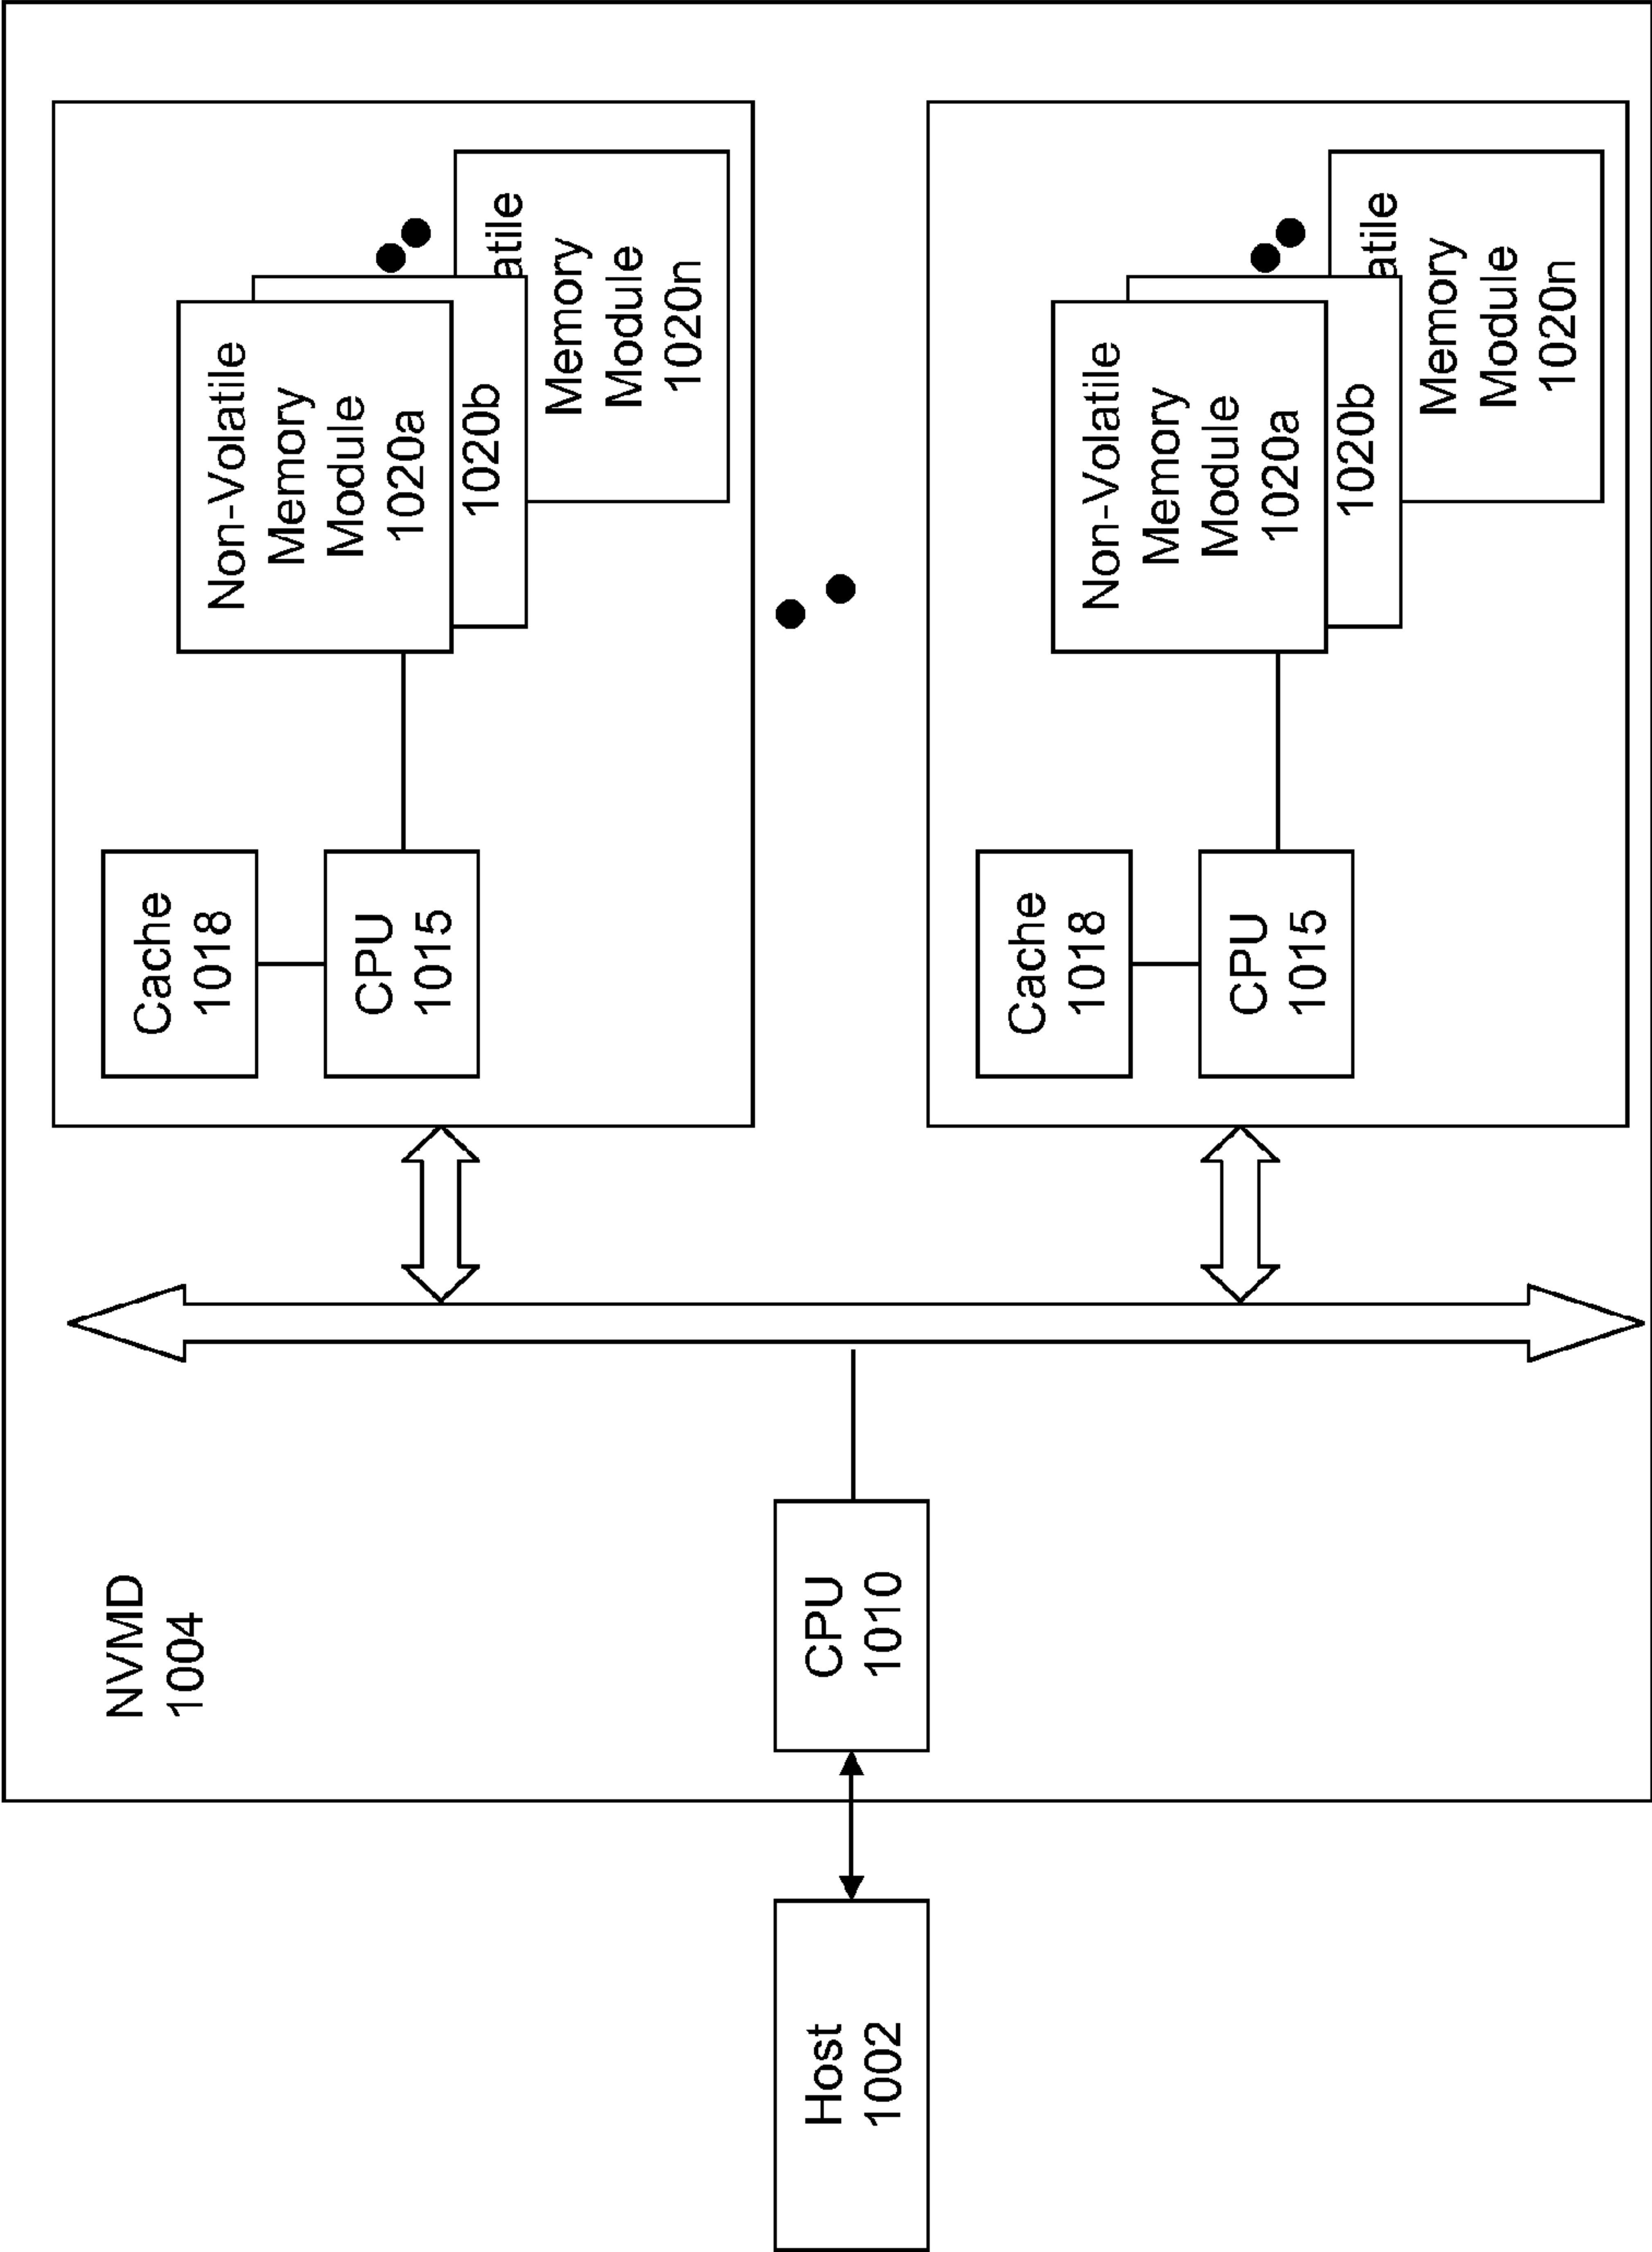 NVMD
1004
Host
1002
CPU
1010
Cache
1018
CPU
1015
Non-Volatile
Memory
Module
1020a
1020b
atile
Memory
Module
1020n
Cache
1018
CPU
1015
Non-Volatile
Memory
Module
1020a
1020b
atile
Memory
Module
1020n